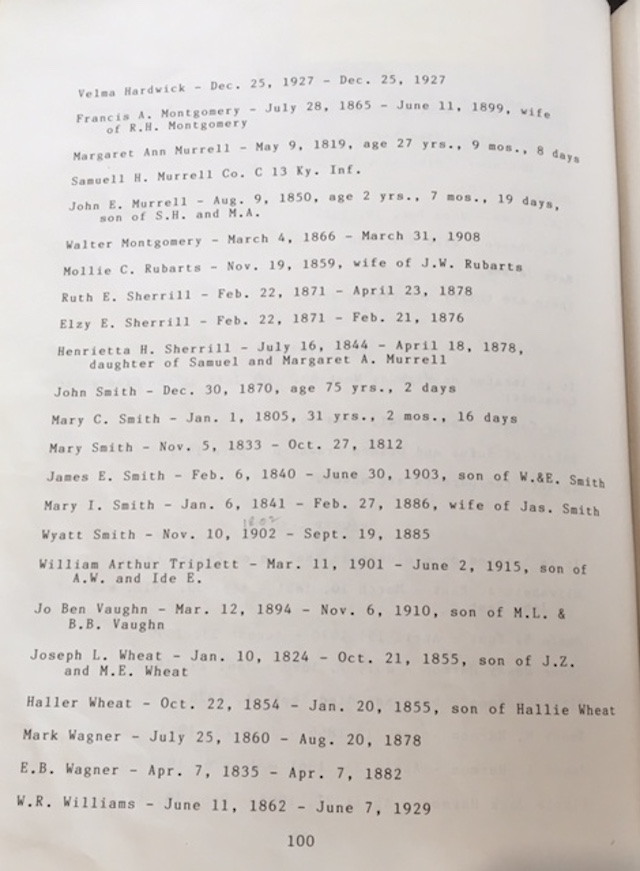 Velma Hardwick - Dec. 25, 1927 - Dec. 25, 1927
Francis A. Montgomery - July 28, 1865 - June 11, 1899, wife
of R.H. Montgomery
Margaret Ann Murrell - May 9, 1819, age 27 yrs., 9 mos., 8 days
Samuell H. Murrell Co. C 13 Ky. Inf.
John E. Murrell - Aug. 9, 1850, age 2 yrs., 7 mos., 19 days,
son of S.H. and M.A.
Walter Montgomery - March 4, 1866 - March 31, 1908
Mollie C. Rubarts - Nov. 19, 1859, wife of J.W. Rubarts
Ruth E. Sherrill - Feb. 22, 1871 - April 23, 1878
Elzy E. Sherrill - Feb. 22, 1871 - Feb. 21, 1876
Henrietta H. Sherrill - July 16, 1844 - April 18, 1878,
daughter of Samuel and Margaret A. Murrell
John Smith - Dec. 30, 1870, age 75 yrs., 2 days
Mary C. Smith - Jan. 1, 1805, 31 yrs., 2 mos., 16 days
Mary Smith - Nov. 5, 1833 - Oct. 27, 1812
James E. Smith - Feb. 6, 1840 - June 30, 1903, son of W.&E. Smith
Mary I. Smith - Jan. 6, 1841 - Feb. 27, 1886, wife of Jas. Smith
1802
Wyatt Smith - Nov. 10, 1902 - Sept. 19, 1885
William Arthur Triplett - Mar. 11, 1901 - June 2, 1915, son of
A.W. and Ide E.
Jo Ben Vaughn - Mar. 12, 1894 - Nov. 6, 1910, son of M.L. &
B.B. Vaughn
Joseph L. Wheat - Jan. 10, 1824 - Oct. 21, 1855, son of J.Z.
and M.E. Wheat
Haller Wheat - Oct. 22, 1854 - Jan. 20, 1855, son of Hallie Wheat
Mark Wagner - July 25, 1860 - Aug. 20, 1878
E.B. Wagner - Apr. 7, 1835 - Apr. 7, 1882
W.R. Williams - June 11, 1862 - June 7, 1929
100